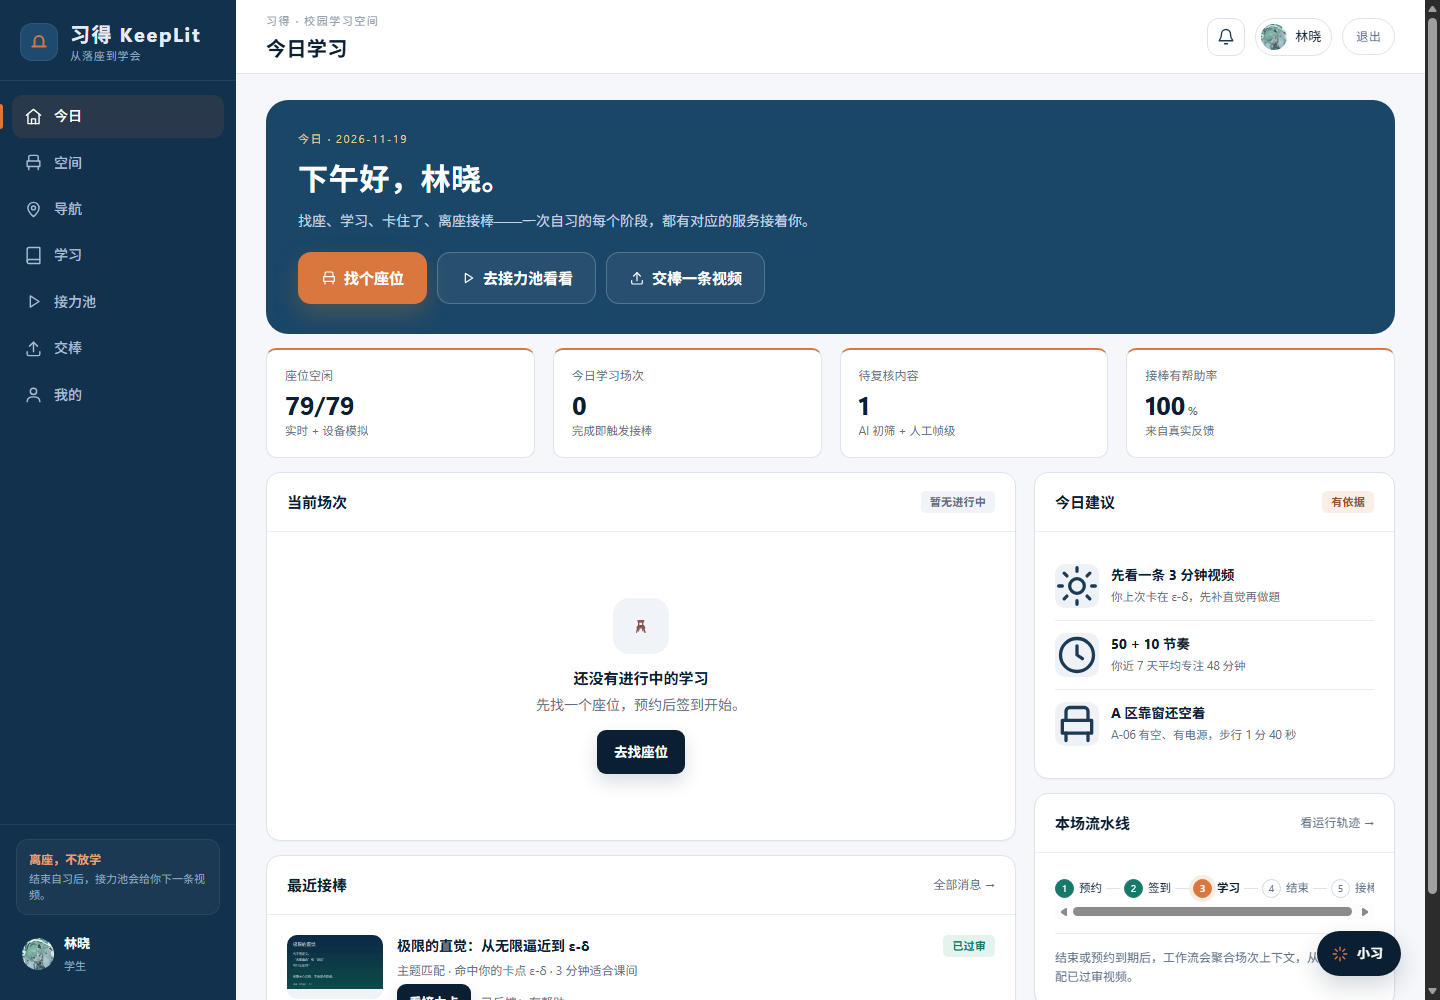 习得 KeepLit
从落座到学会
今日
空间
导航
学习
接力池
交棒
我的
离座，不放学
结束自习后，接力池会给你下一条视频。
林晓
学生
习得 · 校园学习空间
今日学习
林晓
退出
今日 · 2026-11-19
下午好，林晓。
找座、学习、卡住了、离座接棒——一次自习的每个阶段，都有对应的服务接着你。
找个座位
去接力池看看
交棒一条视频
座位空闲
79/79
实时 + 设备模拟
今日学习场次
0
完成即触发接棒
待复核内容
1
AI 初筛 + 人工帧级
接棒有帮助率
100 %
来自真实反馈
当前场次
暂无进行中
还没有进行中的学习
先找一个座位，预约后签到开始。
去找座位
最近接棒
全部消息 →
极限的直觉
极限的直觉：从无限逼近到 ε-δ
已过审
主题匹配 · 命中你的卡点 ε-δ · 3 分钟适合课间
今日建议
有依据
先看一条 3 分钟视频
你上次卡在 ε-δ，先补直觉再做题
50 + 10 节奏
你近 7 天平均专注 48 分钟
A 区靠窗还空着
A-06 有空、有电源，步行 1 分 40 秒
本场流水线
看运行轨迹 →
1 预约 2 签到 3 学习 4 结束 5 接棒
结束或预约到期后，工作流会聚合场次上下文，从
配已过审视频。
小习